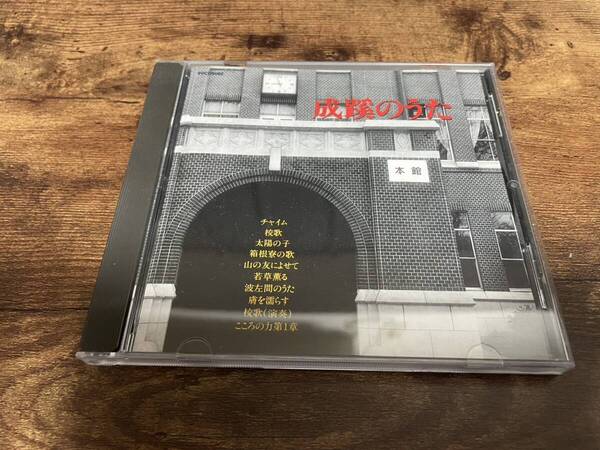 成蹊のうた
本館
チャイム
校歌
太陽の子
箱根寮の歌
山の友によせて
若草薫る
波左間のうた
虜を濡らす
校歌(演奏)
こころの力第1章